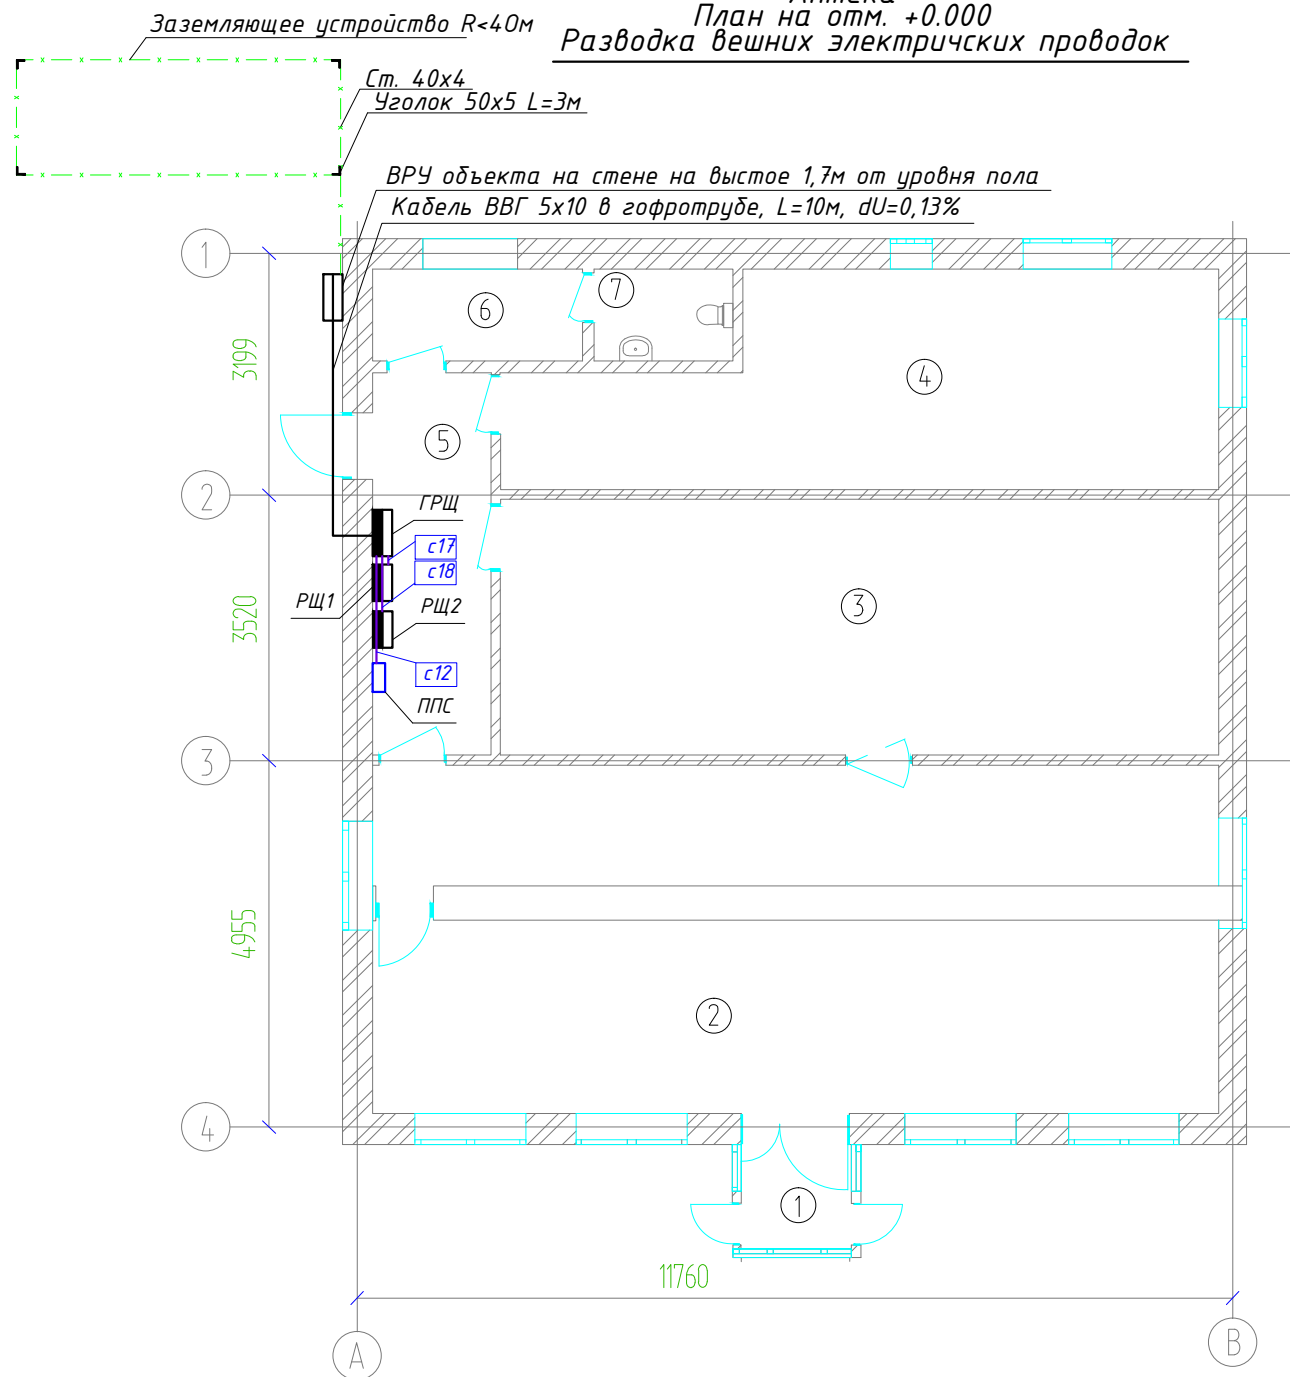 Аптека
План на отм. +0.000
Разводка вешних электричских проводок
Заземляющее устройство R<4Ом
Ст. 40х4
Уголок 50х5 L=3м
ВРУ объекта на стене на выстое 1,7м от уровня пола
Кабель ВВГ 5х10 в гофротрубе, L=10м, dU=0,13%
1
7
6
3199
4
5
2
ГРЩ
с17
с18
РЩ1
РЩ2
3
3520
с12
ППС
3
4955
2
4
1
11760
А
В